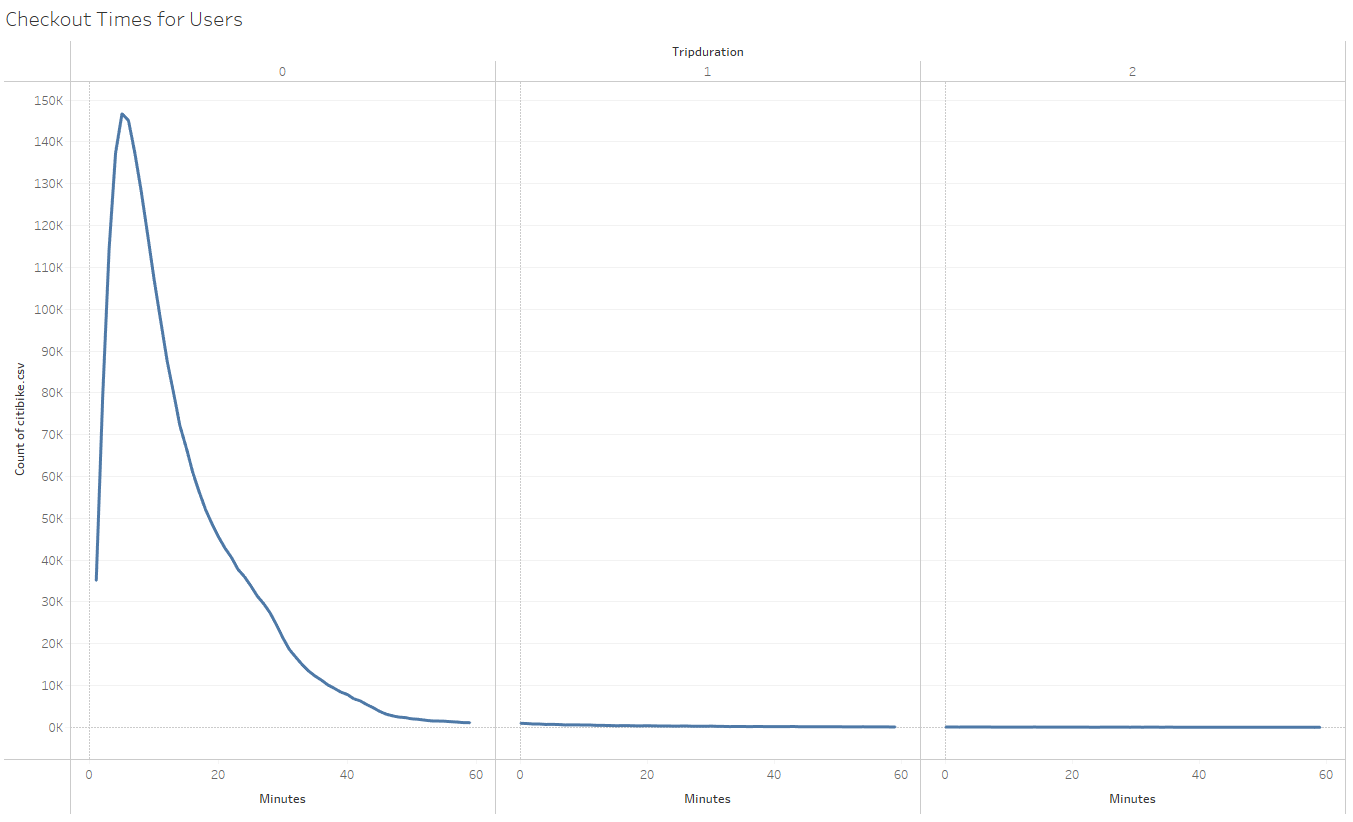 Checkout Times for Users
Tripduration
0 1 2
150K
140K
130K
120K
110K
100K
90K
80K
70K
60K
50K
40K
30K
20K
10K
0K
Count of citibike.csv
0 20 40 60 0 20 40 60 0 20 40 60
Minutes Minutes Minutes